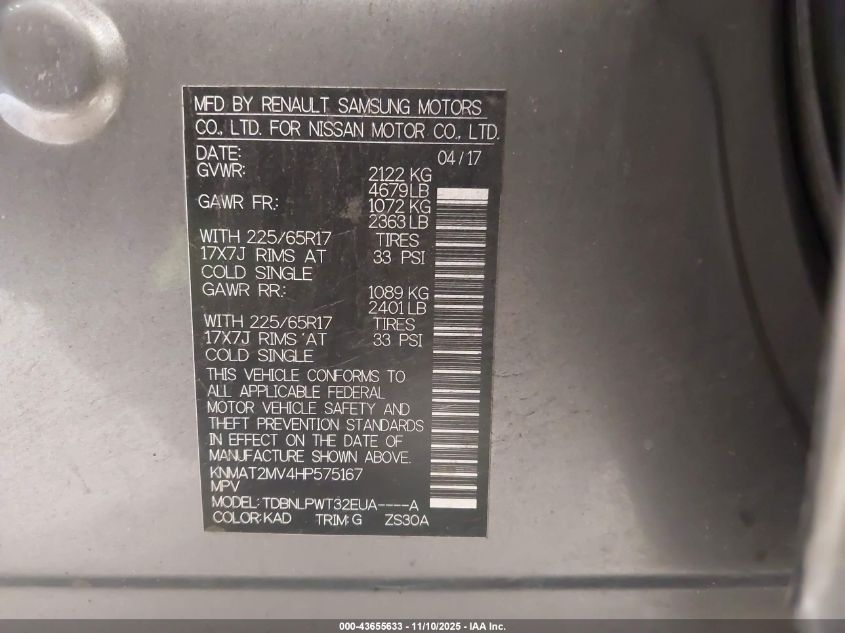 MFD BY RENAULT SAMSUNG MOTORS
CO., LTD. FOR NISSAN MOTOR CO., LTD.
DATE: 04/17
GVWR: 2122 KG
4679LB
GAWR FR.: 1072 KG
2363LB
WITH 225/65R17 TIRES
17X7J RIMS AT 33 PSI
COLD SINGLE
GAWR RR.: 1089 KG
2401LB
WITH 225/65R17 TIRES
17X7J RIMS AT 33 PSI
COLD SINGLE
THIS VEHICLE CONFORMS TO
ALL APPLICABLE FEDERAL
MOTOR VEHICLE SAFETY AND
THEFT PREVENTION STANDARDS
IN EFFECT ON THE DATE OF
MANUFACTURE SHOWN ABOVE.
KNMAT2MV4HP575167
MPV
MODEL: TDBNLPWT32EUA----A
COLOR:KAD TRIM:G ZS30A
000-43655633 - 11/10/2025 - IAA Inc.